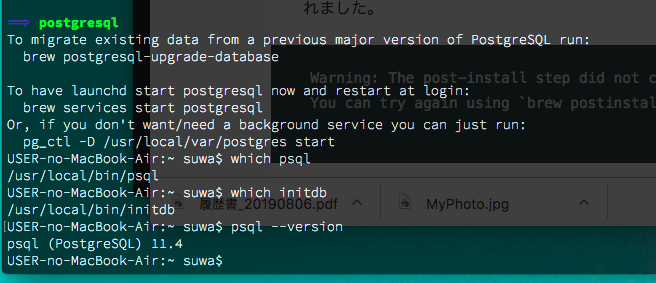 れました。
==> postgresql
To migrate existing data from a previous major version of PostgreSQL run:
  brew postgresql-upgrade-database
Warning: The post-install step did not c
You can try again using `brew postinstal
To have launchd start postgresql now and restart at login:
  brew services start postgresql
Or, if you don't want/need a background service you can just run:
  pg_ctl -D /usr/local/var/postgres start
USER-no-MacBook-Air:~ suwa$ which psql
/usr/local/bin/psql
USER-no-MacBook-Air:~ suwa$ which initdb
/usr/local/bin/initdb
履歴書_20190806.pdf
MyPhoto.jpg
USER-no-MacBook-Air:~ suwa$ psql --version
psql (PostgreSQL) 11.4
USER-no-MacBook-Air:~ suwa$